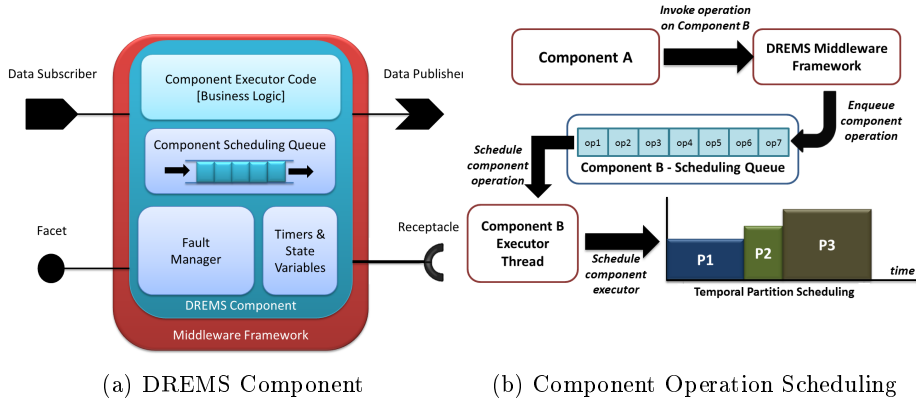 Data Subscriber
Component Executor Code
[Business Logic]
Data Publisher
Component Scheduling Queue
Facet
Fault
Manager
Timers &
State
Variables
Receptacle
DREMS Component
Middleware Framework
(a) DREMS Component
Component A
Invoke operation
on Component B
DREMS Middleware
Framework
Enqueue
component
operation
op1 op2 op3 op4 op5 op6 op7
Component B - Scheduling Queue
Schedule
component
operation
Component B
Executor
Thread
Schedule
component
executor
P1 P2 P3
time
Temporal Partition Scheduling
(b) Component Operation Scheduling